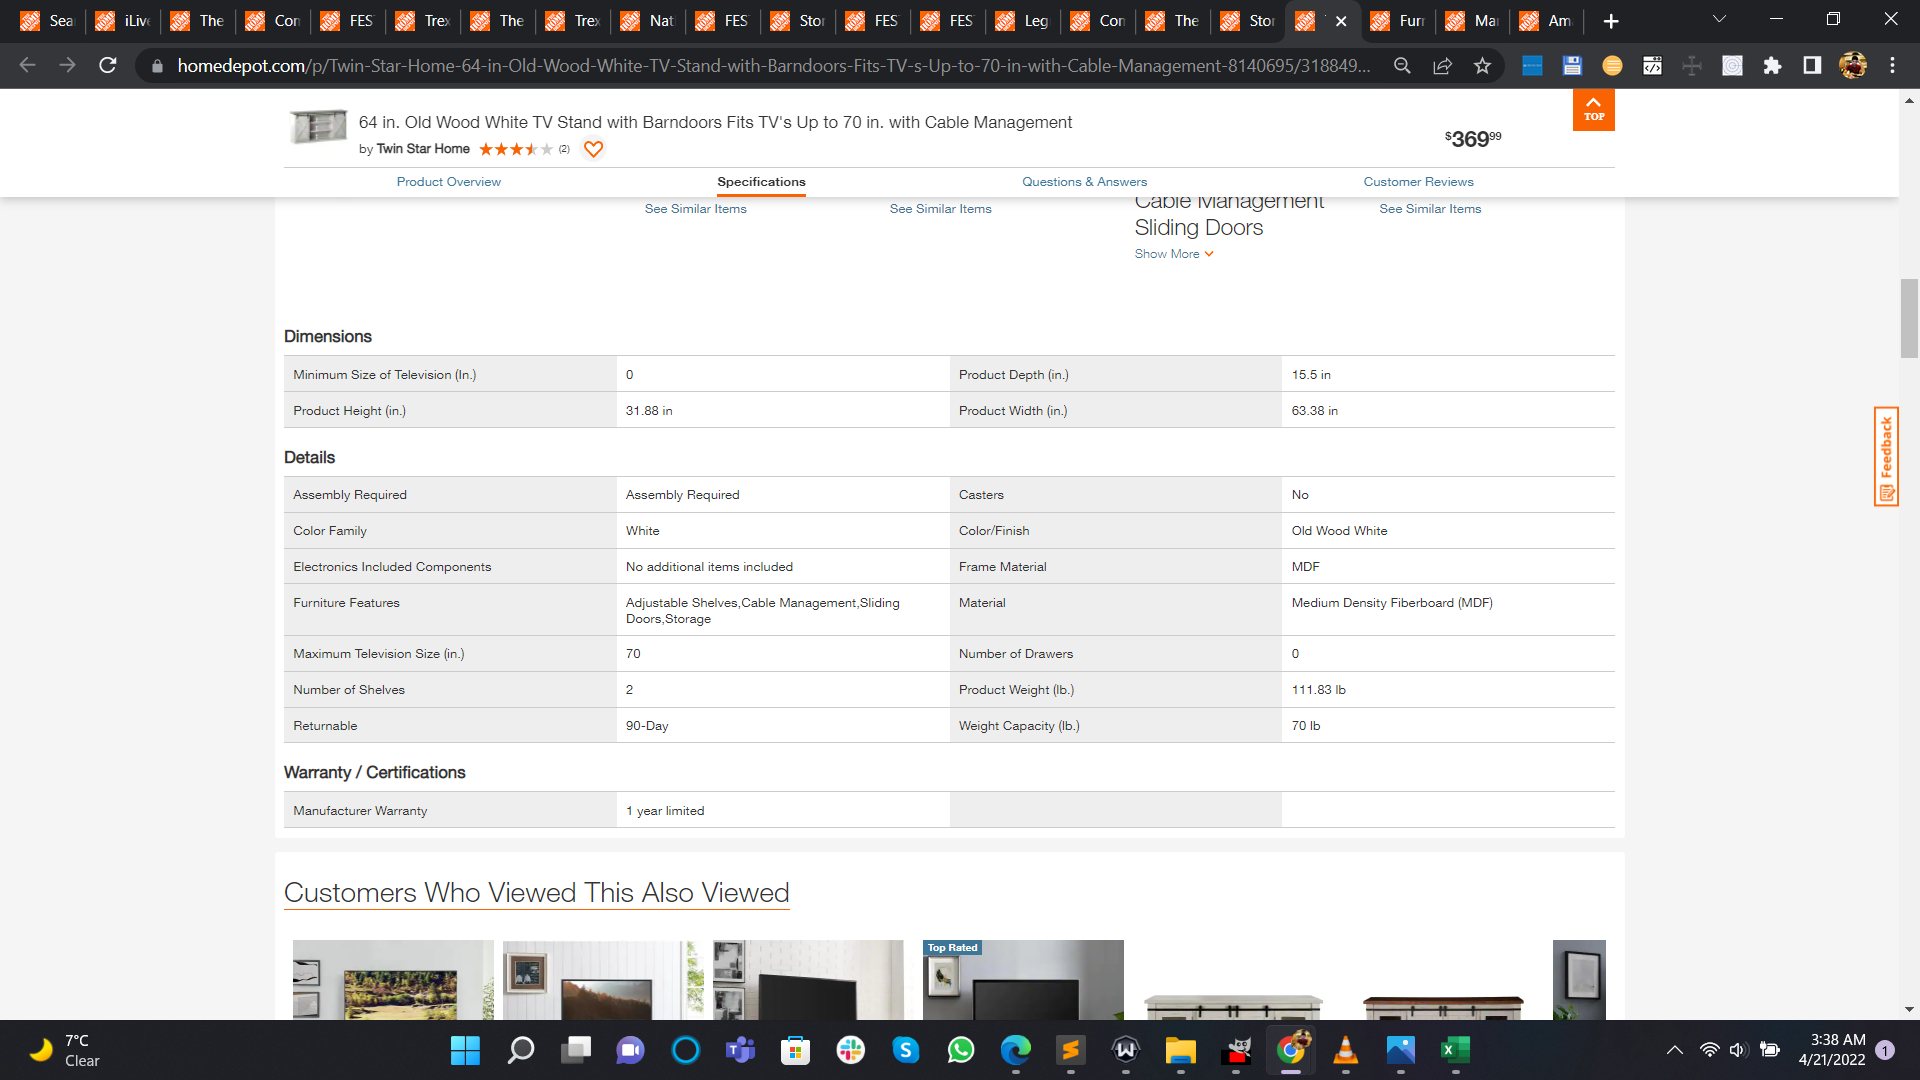 Sea
iLive
The
Con
FES
Trex
The
Trex
Nat
FES
Stor
FES
FES
Leg
Con
The
Stor
Furr
Mar
Am
homedepot.com/p/Twin-Star-Home-64-in-Old-Wood-White-TV-Stand-with-Barndoors-Fits-TV-s-Up-to-70-in-with-Cable-Management-8140695/318849...
64 in. Old Wood White TV Stand with Barndoors Fits TV's Up to 70 in. with Cable Management
by Twin Star Home (2)
$369 99
TOP
Product Overview
Specifications
Questions & Answers
Customer Reviews
See Similar Items
See Similar Items
Cable Management
Sliding Doors
Show More
See Similar Items
Dimensions
Minimum Size of Television (In.) 0 Product Depth (in.) 15.5 in
Product Height (in.) 31.88 in Product Width (in.) 63.38 in
Details
Assembly Required Assembly Required Casters No
Color Family White Color/Finish Old Wood White
Electronics Included Components No additional items included Frame Material MDF
Furniture Features Adjustable Shelves,Cable Management,Sliding Doors,Storage Material Medium Density Fiberboard (MDF)
Maximum Television Size (in.) 70 Number of Drawers 0
Number of Shelves 2 Product Weight (lb.) 111.83 lb
Returnable 90-Day Weight Capacity (lb.) 70 lb
Warranty / Certifications
Manufacturer Warranty 1 year limited
Feedback
Customers Who Viewed This Also Viewed
Top Rated
7°C
Clear
3:38 AM
4/21/2022
1